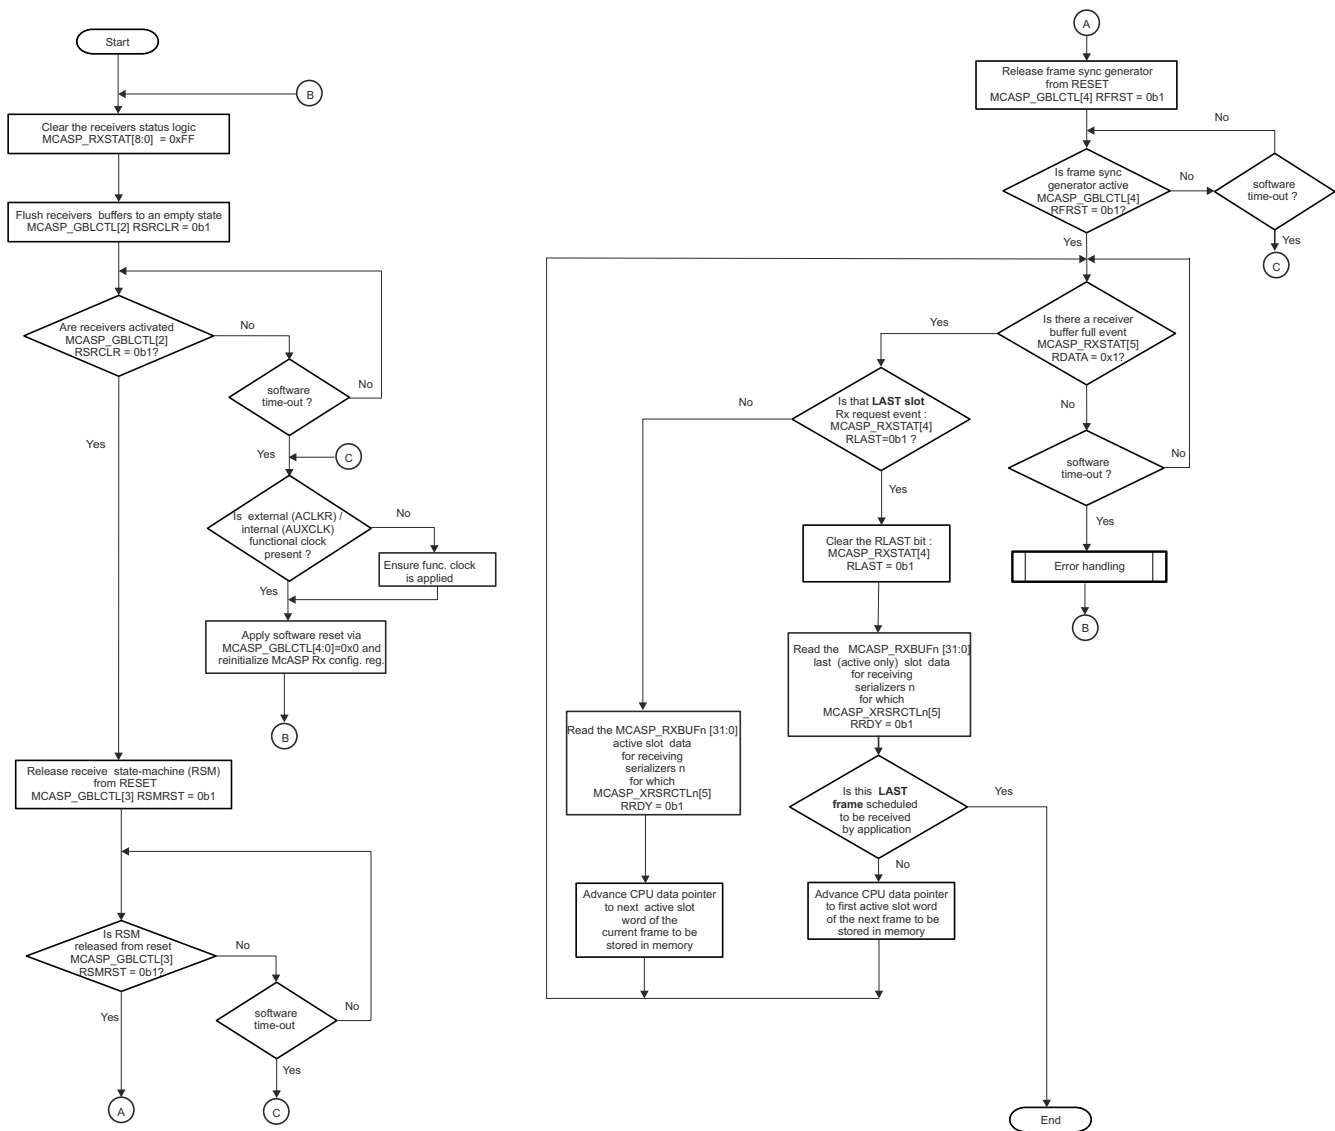 Start
B
Clear the receivers status logic
MCASP_RXSTAT[8:0] = 0xFF
Flush receivers buffers to an empty state
MCASP_GBLCTL[2] RSRCLR = 0b1
Are receivers activated
MCASP_GBLCTL[2]
RSRCLR = 0b1?
No
software
time-out ?
No
Yes
Yes
C
Is external (ACLKR) /
internal (AUXCLK)
functional clock
present ?
No
Ensure func. clock
is applied
Yes
Apply software reset via
MCASP_GBLCTL[4:0]=0x0 and
reinitialize McASP Rx config. reg.
B
Release receive state-machine (RSM)
from RESET
MCASP_GBLCTL[3] RSMRST = 0b1
Is RSM
released from reset
MCASP_GBLCTL[3]
RSMRST = 0b1?
No
software
time-out
No
Yes
Yes
A
C
A
Release frame sync generator
from RESET
MCASP_GBLCTL[4] RFRST = 0b1
No
Is frame sync
generator active
MCASP_GBLCTL[4]
RFRST = 0b1?
No
software
time-out ?
Yes
Yes
C
Is there a receiver
buffer full event
MCASP_RXSTAT[5]
RDATA = 0x1?
Yes
No
software
time-out ?
No
Yes
Error handling
B
Is that LAST slot
Rx request event :
MCASP_RXSTAT[4]
RLAST=0b1 ?
No
Yes
Clear the RLAST bit :
MCASP_RXSTAT[4]
RLAST = 0b1
Read the MCASP_RXBUFn [31:0]
last (active only) slot data
for receiving
serializers n
for which
MCASP_XRSRCTLn[5]
RRDY = 0b1
Read the MCASP_RXBUFn [31:0]
active slot data
for receiving
serializers n
for which
MCASP_XRSRCTLn[5]
RRDY = 0b1
Is this LAST
frame scheduled
to be received
by application
Yes
No
Advance CPU data pointer
to next active slot
word of the
current frame to be
stored in memory
Advance CPU data pointer
to first active slot word
of the next frame to be
stored in memory
End